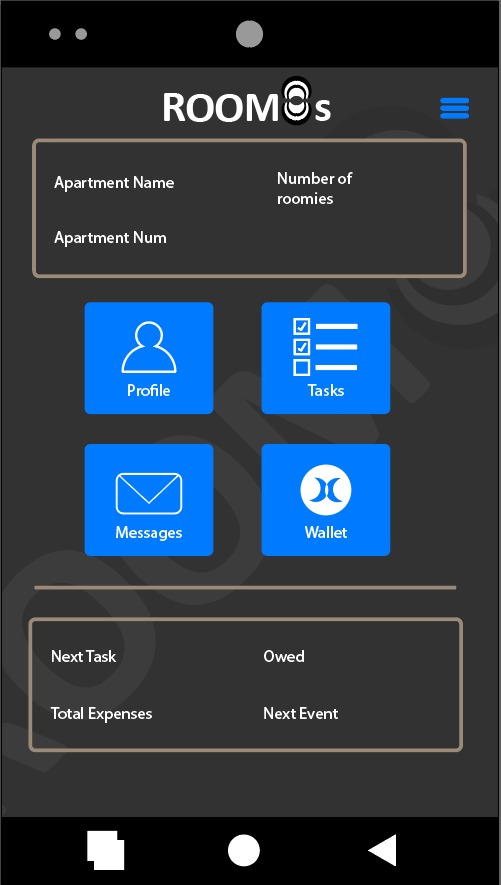 ROOM8s
Apartment Name
Number of
roomies
Apartment Num
Profile
Tasks
Messages
Wallet
Next Task
Owed
Total Expenses
Next Event